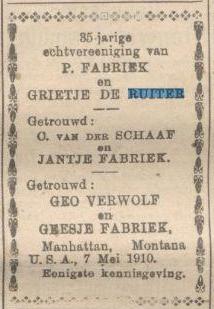 35-jarige
echtvereeniging van
P. FABRIEK
en
GRIETJE DE RUITER
Getrouwd:
C. VAN DER SCHAAF
en
JANTJE FABRIEK.
Getrouwd:
GEO VERWOLF
en
GEESJE FABRIEK,
Manhattan, Montana
U. S. A., 7 Mei 1910.
Eenigste kennisgeving.